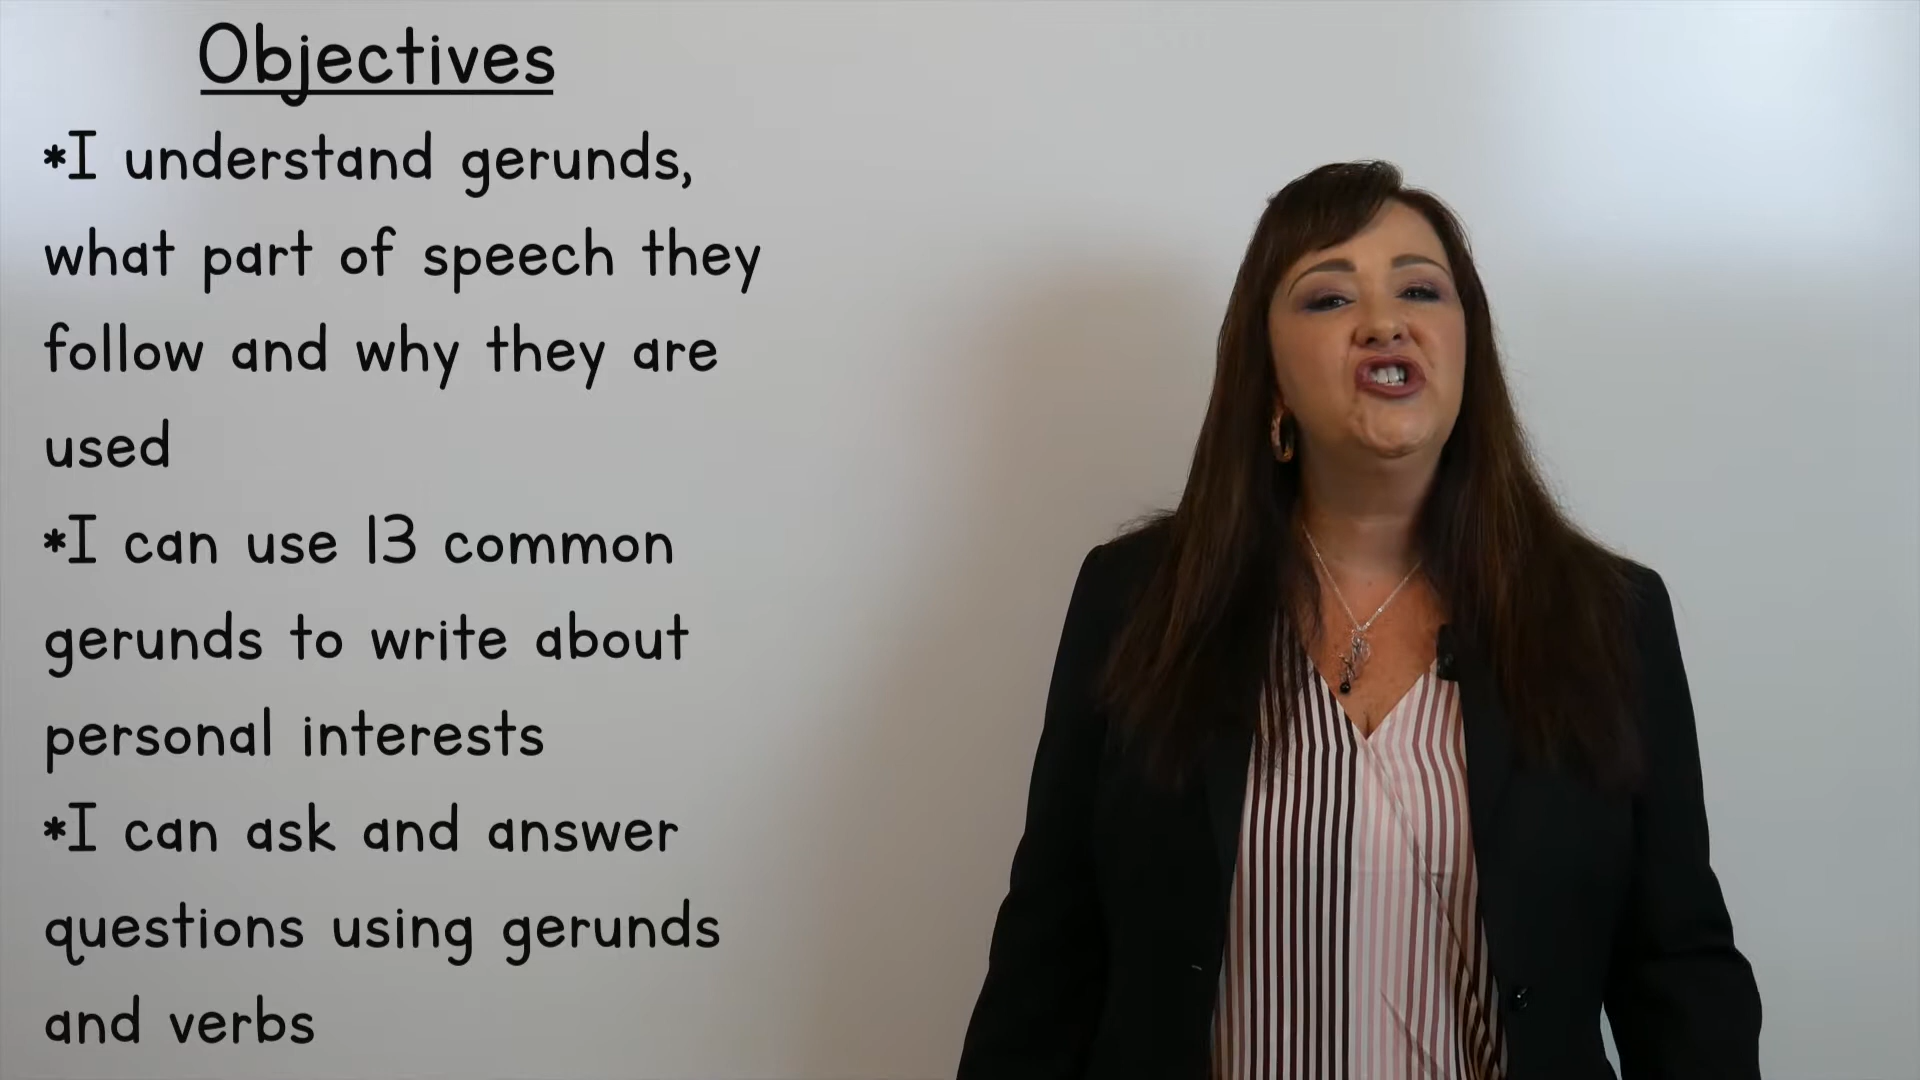 Objectives
*I understand gerunds,
what part of speech they
follow and why they are
used
*I can use 13 common
gerunds to write about
personal interests
*I can ask and answer
questions using gerunds
and verbs